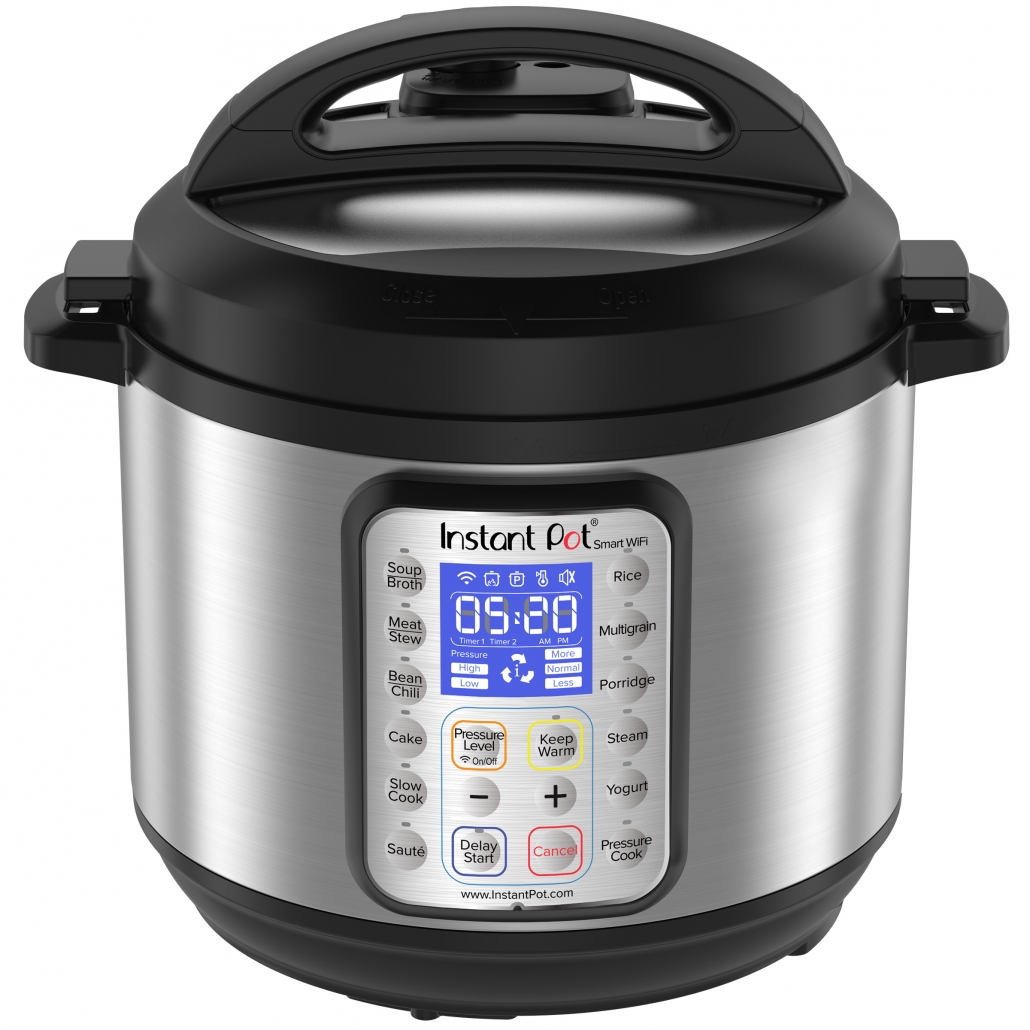 Close Open
Instant Pot®
Smart WiFi
Soup
Broth
Meat
Stew
Bean
Chili
Cake
Slow
Cook
Sauté
P
05:20
Timer 1 Timer 2 AM PM
Pressure
High
Low
i
More
Normal
Less
Pressure
Level
On/Off
Keep
Warm
−
+
Delay
Start
Cancel
Rice
Multigrain
Porridge
Steam
Yogurt
Pressure
Cook
www.InstantPot.com